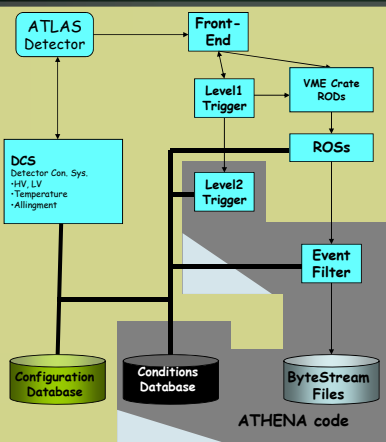 ATLAS
Detector
Front-
End
Level1
Trigger
VME Crate
RODs
DCS
Detector Con. Sys.
•HV, LV
•Temperature
•Allingment
ROSs
Level2
Trigger
Event
Filter
Configuration
Database
Conditions
Database
ByteStream
Files
ATHENA code